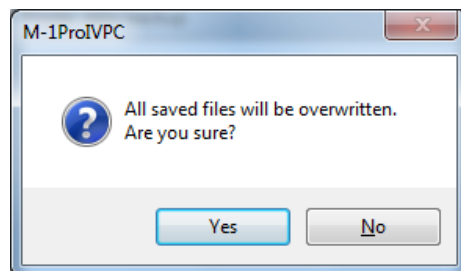 M-1ProIVPC
All saved files will be overwritten.
Are you sure?
Yes
No